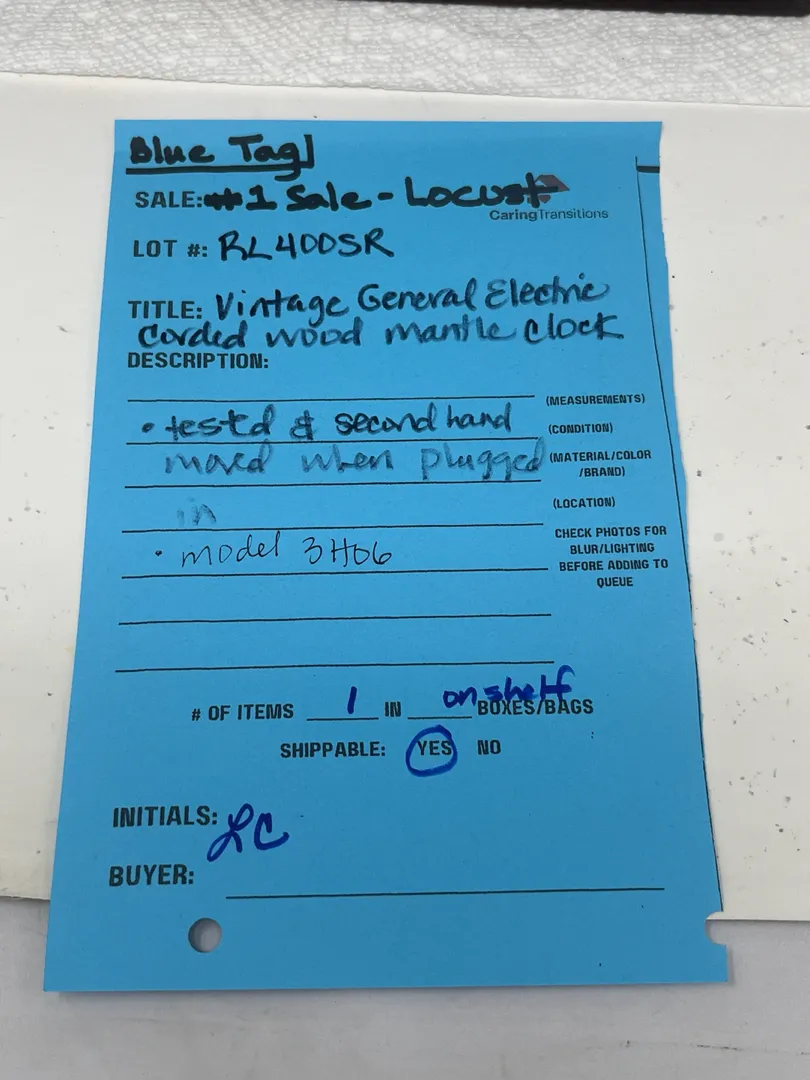 Blue Tag
SALE: #1 Sale - Locust
CaringTransitions
LOT #: RL400SR
TITLE: Vintage General Electric
Corded wood mantle Clock
DESCRIPTION:
(MEASUREMENTS)
• tested & second hand (CONDITION)
moved when plugged (MATERIAL/COLOR
/BRAND)
in (LOCATION)
• model 3H06
CHECK PHOTOS FOR
BLUR/LIGHTING
BEFORE ADDING TO
QUEUE
# OF ITEMS 1 IN on shelf BOXES/BAGS
SHIPPABLE: YES NO
INITIALS: LC
BUYER: